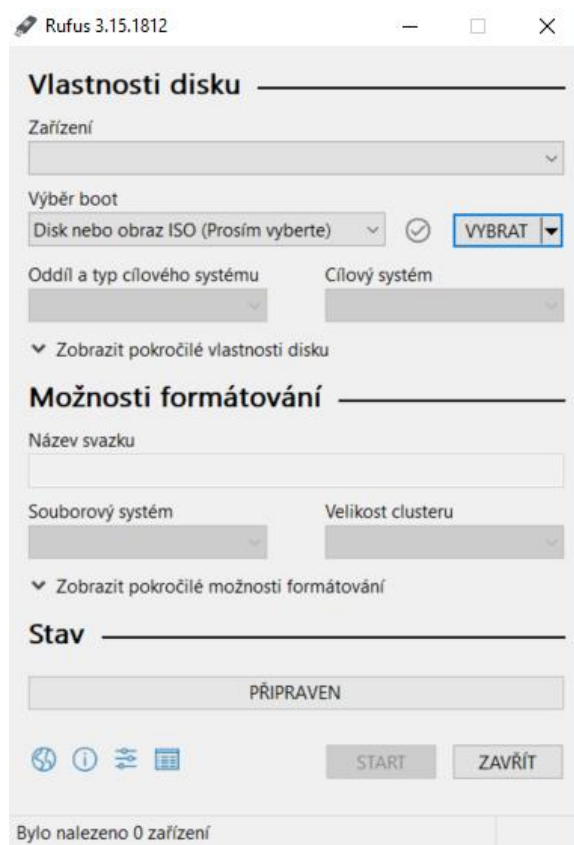 Rufus 3.15.1812
Vlastnosti disku
Zařízení
Výběr boot
Disk nebo obraz ISO (Prosím vyberte)
VYBRAT
Oddíl a typ cílového systému
Cílový systém
Zobrazit pokročilé vlastnosti disku
Možnosti formátování
Název svazku
Souborový systém
Velikost clusteru
Zobrazit pokročilé možnosti formátování
Stav
PŘIPRAVEN
START
ZAVŘÍT
Bylo nalezeno 0 zařízení